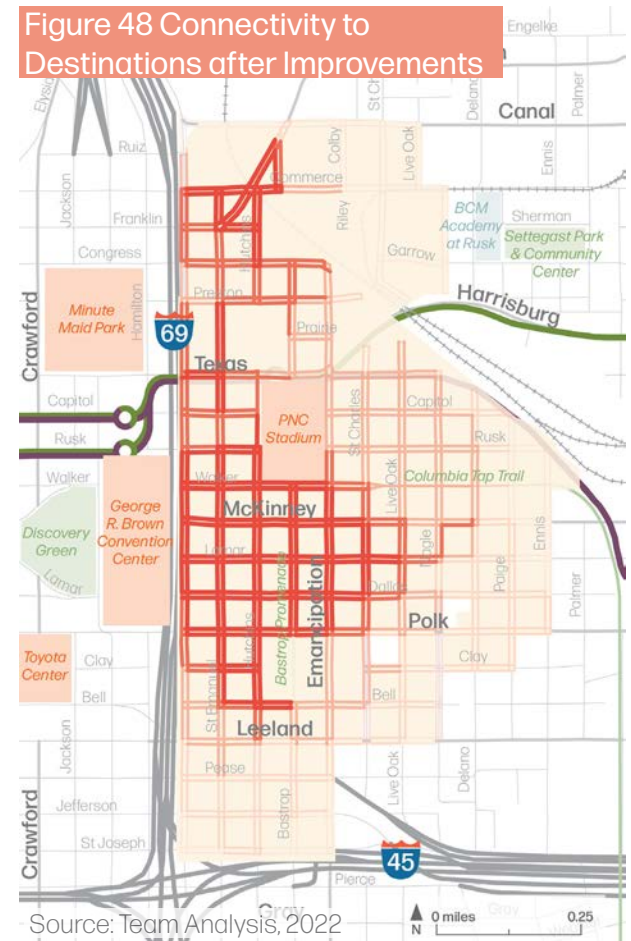 Figure 48 Connectivity to
Destinations after Improvements
Engelke
Elysia
St Ch
Delano
Palmer
Canal
Ruiz
Colby
Live Oak
Ennis
Commerce
Jackson
Franklin
Hutchins
Riley
BCM
Academy
at Rusk
Sherman
Settegast Park
& Community
Center
Congress
Garrow
Crawford
Minute
Maid Park
Hamilton
Preston
Harrisburg
69
Prairie
Texas
Capitol
PNC
Stadium
St Charles
Capitol
Rusk
Rusk
Walker
Walker
Live Oak
Columbia Tap Trail
George
R. Brown
Convention
Center
McKinney
Discovery
Green
Lamar
Lamar
Nagle
Ennis
Bastrop Promenade
Emancipation
Dallas
Paige
Palmer
Hutchins
Polk
Toyota
Center
Clay
Clay
Bell
St Emanuel
Bell
Leeland
Jackson
Pease
Live Oak
Delano
Crawford
Jefferson
Bastrop
St Joseph
45
Pierce
Gray
Gray
Source: Team Analysis, 2022
N
0 miles
0.25